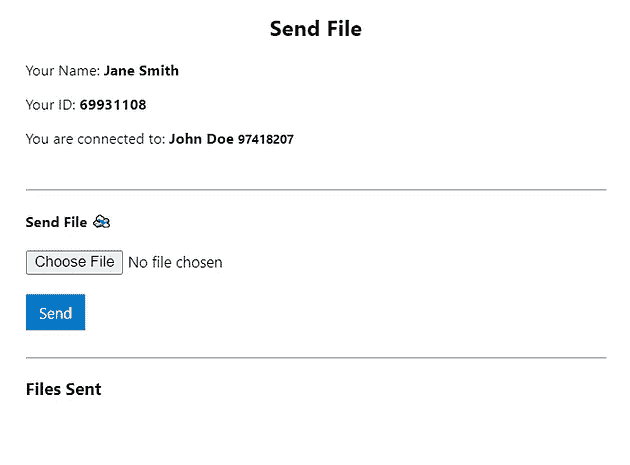 Send File
Your Name: Jane Smith
Your ID: 69931108
You are connected to: John Doe 97418207
Send File
Choose File No file chosen
Send
Files Sent